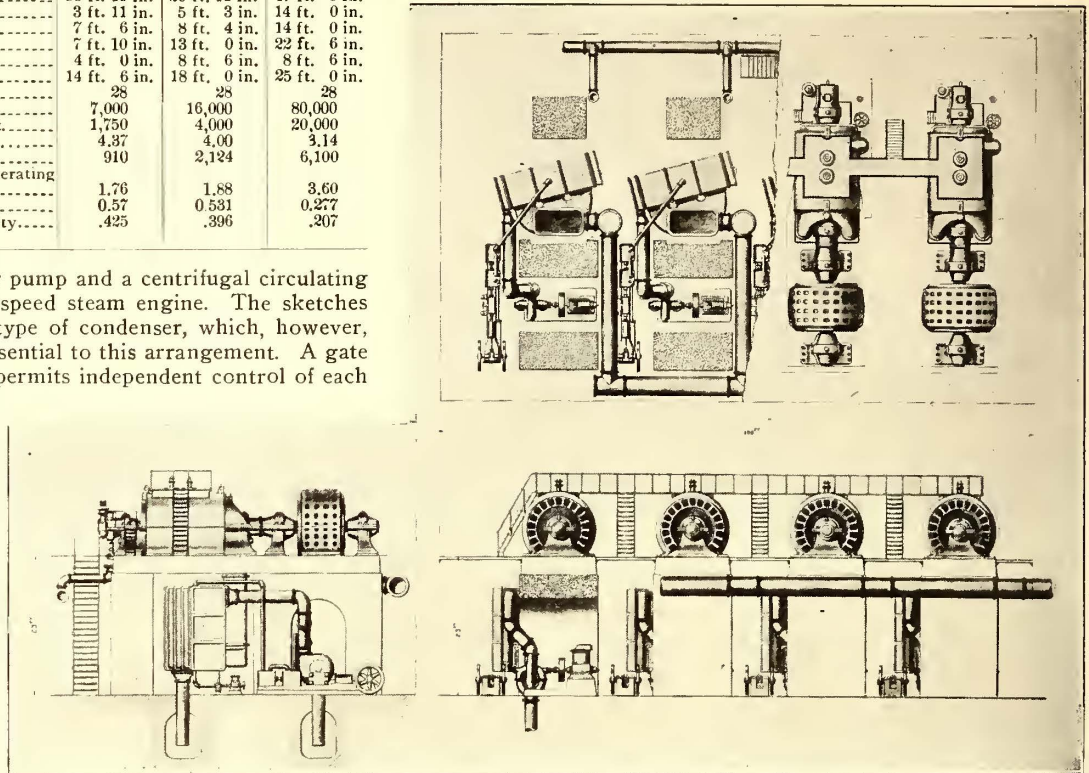 3 ft. 11 in. 5 ft. 3 in. 14 ft. 0 in.
7 ft. 6 in. 8 ft. 4 in. 14 ft. 0 in.
7 ft. 10 in. 13 ft. 0 in. 22 ft. 6 in.
4 ft. 0 in. 8 ft. 6 in. 8 ft. 6 in.
14 ft. 6 in. 18 ft. 0 in. 25 ft. 0 in.
28 28 28
7,000 16,000 80,000
1,750 4,000 20,000
4.37 4.00 3.14
910 2,124 6,100
erating
1.76 1.88 3.60
0.57 0.531 0.277
ty..... .425 .396 .207
pump and a centrifugal circulating
speed steam engine. The sketches
type of condenser, which, however,
sential to this arrangement. A gate
permits independent control of each